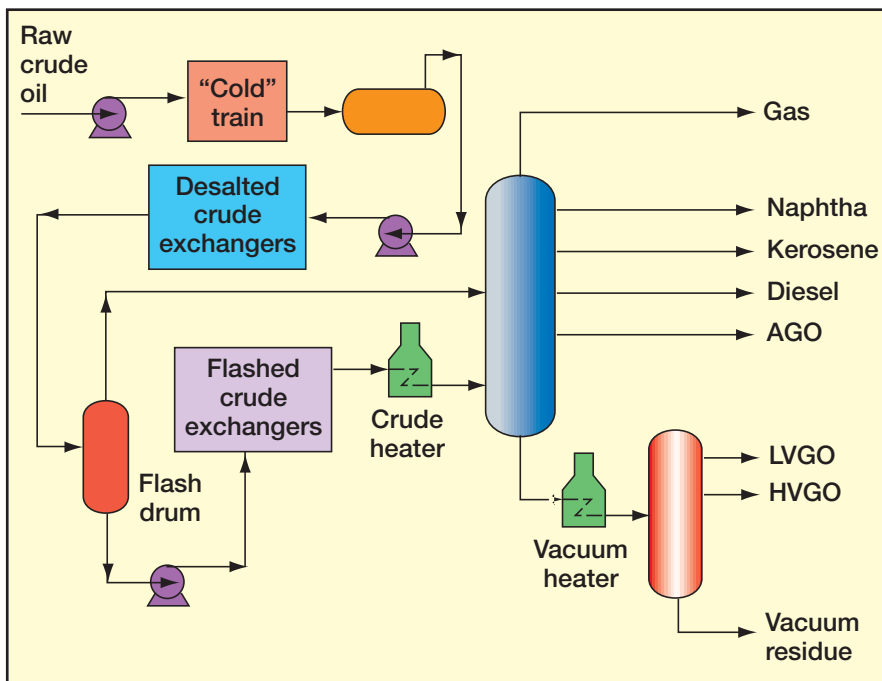 Raw
crude
oil
“Cold”
train
Gas
Desalted
crude
exchangers
Naphtha
Kerosene
Diesel
AGO
Flashed
crude
exchangers
Crude
heater
Flash
drum
LVGO
HVGO
Vacuum
heater
Vacuum
residue